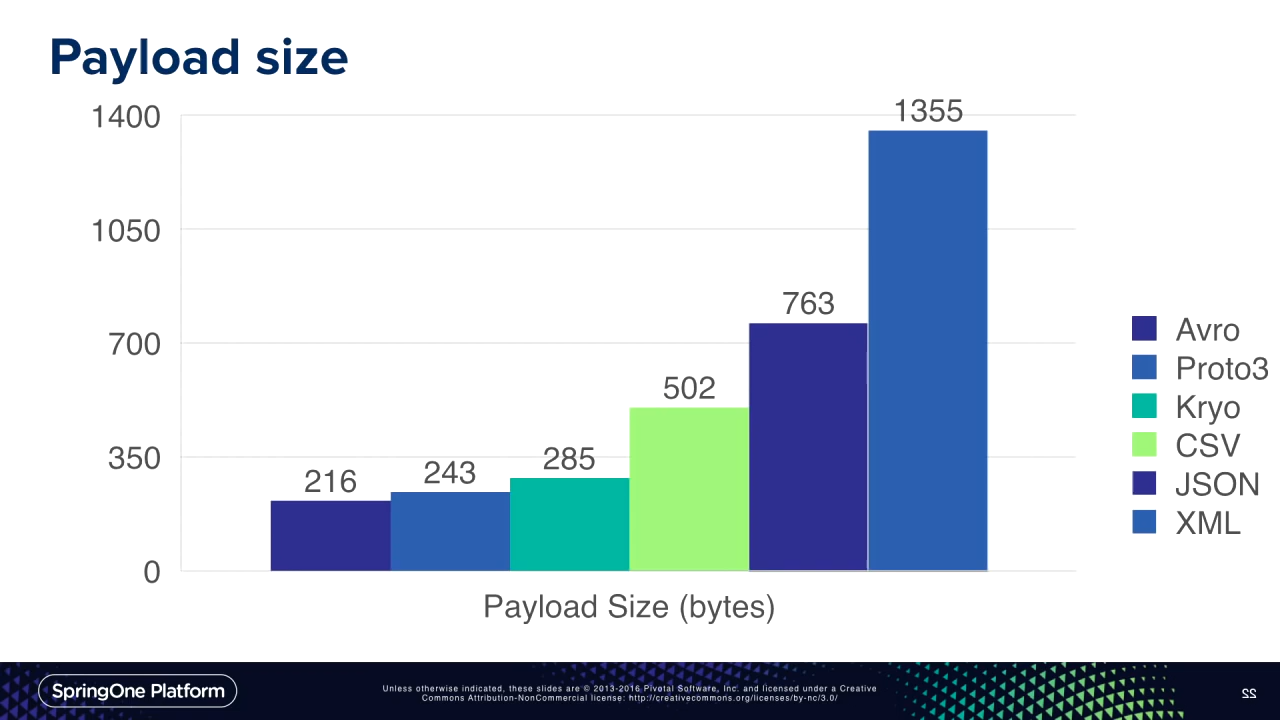 Payload size
1400
1050
700
350
0
216
243
285
502
763
1355
Payload Size (bytes)
Avro
Proto3
Kryo
CSV
JSON
XML
SpringOne Platform
Unless otherwise indicated, these slides are © 2013-2016 Pivotal Software, Inc. and licensed under a Creative
Commons Attribution-NonCommercial license: http://creativecommons.org/licenses/by-nc/3.0/
22